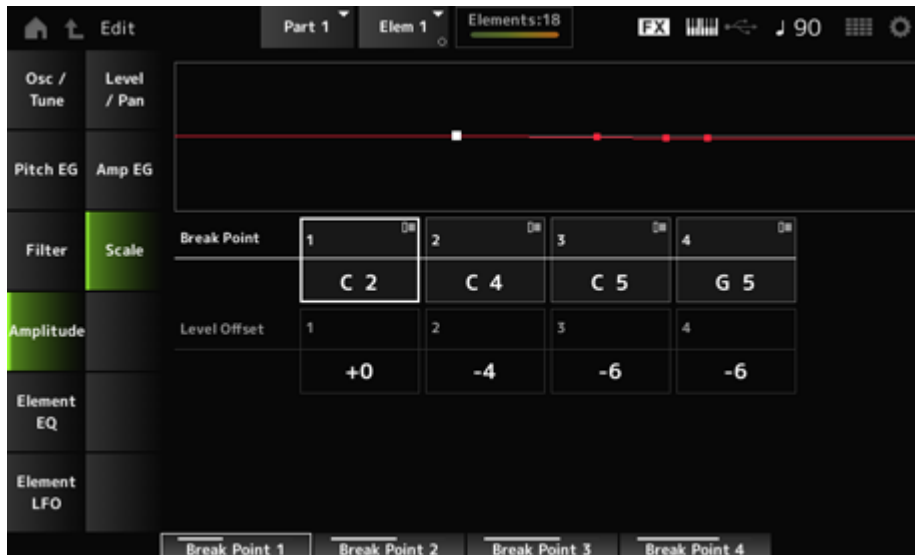 Edit
Part 1
Elem 1
Elements:18
FX
90
Osc / Tune
Level / Pan
Pitch EG
Amp EG
Filter
Scale
Amplitude
Element EQ
Element LFO
Break Point
1
2
3
4
C 2
C 4
C 5
G 5
Level Offset
1
2
3
4
+0
-4
-6
-6
Break Point 1
Break Point 2
Break Point 3
Break Point 4